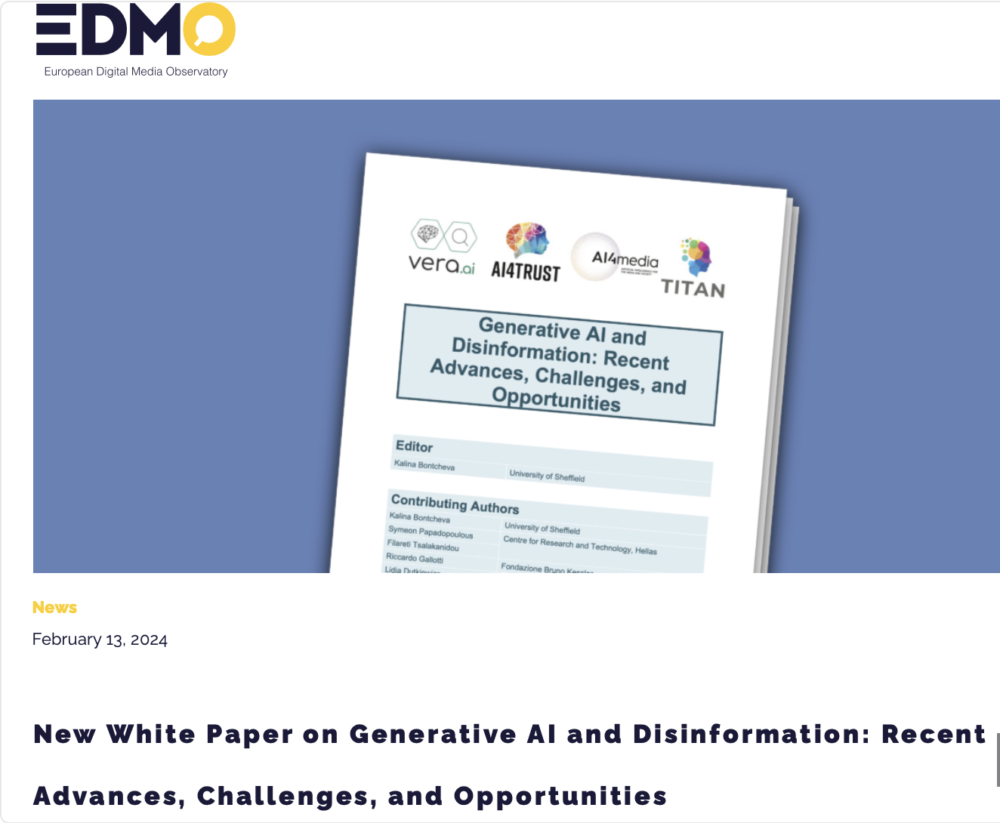 EDMO
European Digital Media Observatory
vera.ai
AI4TRUST
AI4media
TITAN
Generative AI and
Disinformation: Recent
Advances, Challenges, and
Opportunities
Editor
Kalina Bontcheva University of Sheffield
Contributing Authors
Kalina Bontcheva University of Sheffield
Symeon Papadopoulous Centre for Research and Technology, Hellas
Filareti Tsalakanidou
Riccardo Gallotti Fondazione Bruno Kessler
Lidia
News
February 13, 2024
New White Paper on Generative AI and Disinformation: Recent
Advances, Challenges, and Opportunities